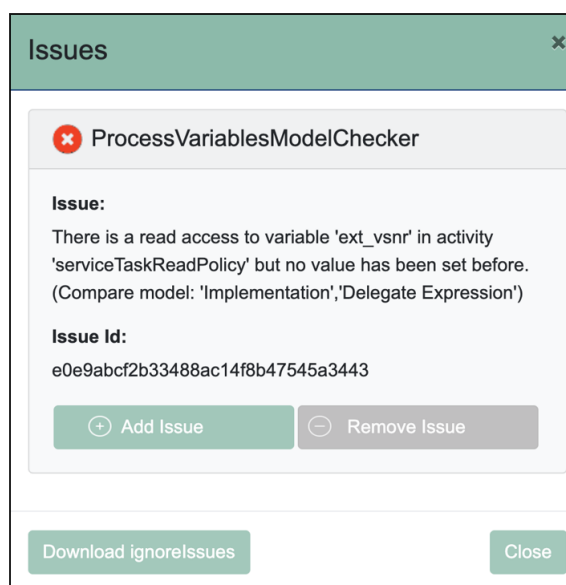 Issues
ProcessVariablesModelChecker
Issue:
There is a read access to variable 'ext_vsnr' in activity
'serviceTaskReadPolicy' but no value has been set before.
(Compare model: 'Implementation','Delegate Expression')
Issue Id:
e0e9abcf2b33488ac14f8b47545a3443
Add Issue
Remove Issue
Download ignoreIssues
Close